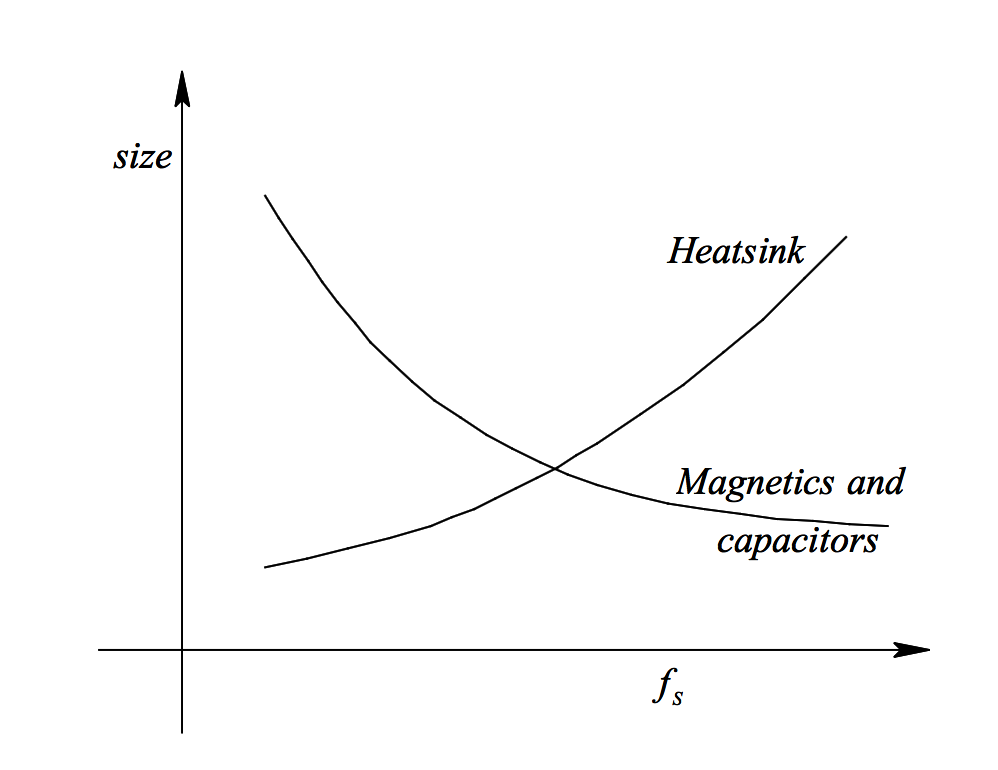 size
Heatsink
Magnetics and
capacitors
fs